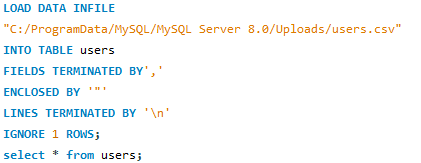 LOAD DATA INFILE
"C:/ProgramData/MySQL/MySQL Server 8.0/Uploads/users.csv"
INTO TABLE users
FIELDS TERMINATED BY','
ENCLOSED BY '"'
LINES TERMINATED BY '\n'
IGNORE 1 ROWS;
select * from users;